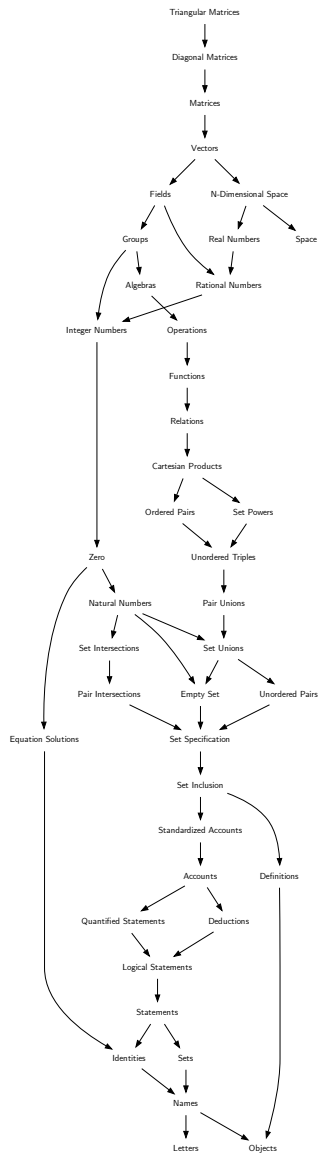 Triangular Matrices
Diagonal Matrices
Matrices
Vectors
Fields
N-Dimensional Space
Groups
Real Numbers
Space
Algebras
Rational Numbers
Integer Numbers
Operations
Functions
Relations
Cartesian Products
Ordered Pairs
Set Powers
Zero
Unordered Triples
Natural Numbers
Pair Unions
Set Intersections
Set Unions
Pair Intersections
Empty Set
Unordered Pairs
Equation Solutions
Set Specification
Set Inclusion
Standardized Accounts
Accounts
Definitions
Quantified Statements
Deductions
Logical Statements
Statements
Identities
Sets
Names
Letters
Objects